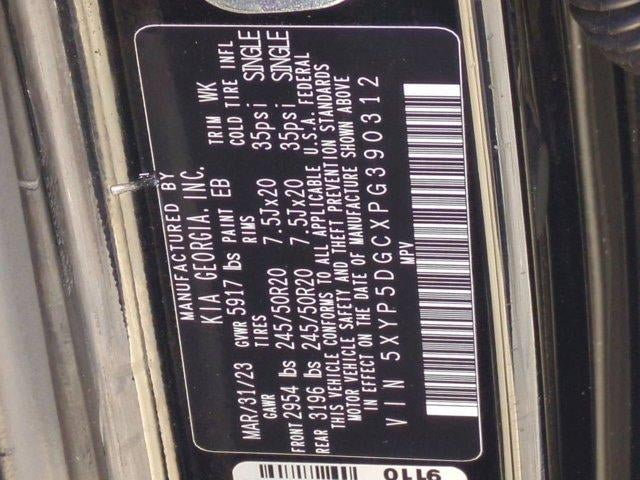 MANUFACTURED BY
KIA GEORGIA, INC.
MAR/31/23 GVWR 5917 lbs PAINT EB TRIM WK
GAWR TIRES RIMS COLD TIRE INFL
FRONT 2954 lbs 245/50R20 7.5Jx20 35psi SINGLE
REAR 3196 lbs 245/50R20 7.5Jx20 35psi SINGLE
THIS VEHICLE CONFORMS TO ALL APPLICABLE U.S.A. FEDERAL
MOTOR VEHICLE SAFETY AND THEFT PREVENTION STANDARDS
IN EFFECT ON THE DATE OF MANUFACTURE SHOWN ABOVE
VIN 5XYP5DGCXPG390312
MPV
9110